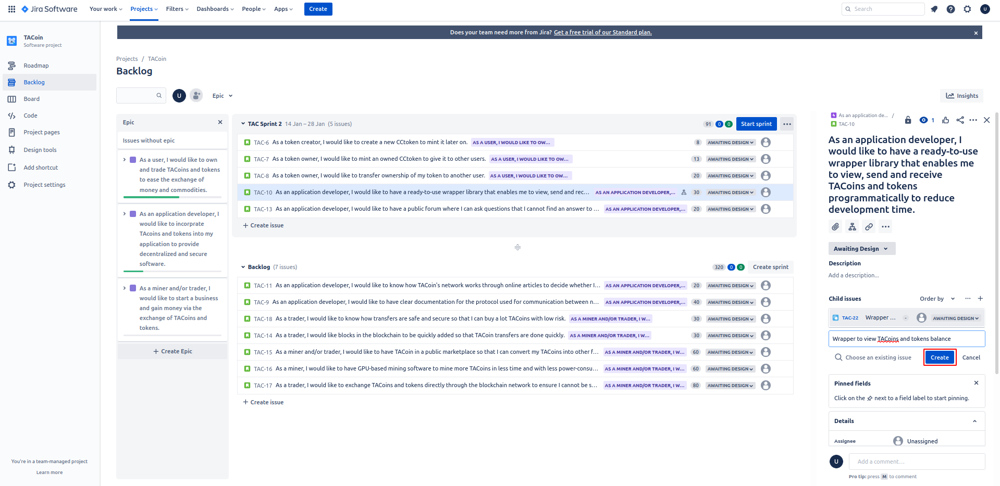 Jira Software
Your work
Projects
Filters
Dashboards
People
Apps
Create
Search
U
Does your team need more from Jira? Get a free trial of our Standard plan.
TACoin
Software project
Roadmap
Backlog
Board
Code
Project pages
Design tools
Add shortcut
Project settings
You're in a team-managed project
Learn more
Projects / TACoin
Backlog
U
Epic
Insights
Epic
Issues without epic
As a user, I would like to own
and trade TACoins and tokens
to ease the exchange of
money and commodities.
As an application developer, I
would like to incorprate
TAcoins and tokens into my
application to provide
decentralized and secure
software.
As a miner and/or trader, I
would like to start a business
and gain money via the
exchange of TACoins and
tokens.
+ Create Epic
TAC Sprint 2 14 Jan – 28 Jan (5 issues) 91 0 0 Start sprint
TAC-6 As a token creator, I would like to create a new CCtoken to mint it later on. AS A USER, I WOULD LIKE TO OW... 8 AWAITING DESIGN
TAC-7 As a token owner, I would like to mint an owned CCtoken to give it to other users. AS A USER, I WOULD LIKE TO OW... 13 AWAITING DESIGN
TAC-8 As a token owner, I would like to transfer ownership of my token to another user. AS A USER, I WOULD LIKE TO OW... 20 AWAITING DESIGN
TAC-10 As an application developer, I would like to have a ready-to-use wrapper library that enables me to view, send and rec... AS AN APPLICATION DEVELOPER,... 30 AWAITING DESIGN
TAC-13 As an application developer, I would like to have a public forum where I can ask questions that I cannot find an answer to ... AS AN APPLICATION DEVELOPER,... 20 AWAITING DESIGN
+ Create issue
Backlog (7 issues) 320 0 0 Create sprint
TAC-11 As an application developer, I would like to know how TACoin's network works through online articles to decide whether I... AS AN APPLICATION DEVELOPER,... 20 AWAITING DESIGN
TAC-9 As an application developer, I would like to have clear documentation for the protocol used for communication between n... AS AN APPLICATION DEVELOPER,... 40 AWAITING DESIGN
TAC-18 As a trader, I would like to know how transfers are safe and secure so that I can buy a lot TACoins with low risk. AS A MINER AND/OR TRADER, I W... 30 AWAITING DESIGN
TAC-14 As a trader, I would like blocks in the blockchain to be quickly added so that TACoin transfers are done quickly. AS A MINER AND/OR TRADER, I W... 30 AWAITING DESIGN
TAC-15 As a miner and/or trader, I would like to have TACoin in a public marketplace so that I can convert my TACoins into other f... AS A MINER AND/OR TRADER, I W... 60 AWAITING DESIGN
TAC-16 As a miner, I would like to have GPU-based mining software to mine more TACoins in less time and with less power-consu... AS A MINER AND/OR TRADER, I W... 60 AWAITING DESIGN
TAC-17 As a trader, I would like to exchange TACoins and tokens directly through the blockchain network to ensure I cannot be s... AS A MINER AND/OR TRADER, I W... 80 AWAITING DESIGN
+ Create issue
As an application de... /
TAC-10
1
As an application developer, I
would like to have a ready-to-use
wrapper library that enables me
to view, send and receive
TACoins and tokens
programmatically to reduce
development time.
Awaiting Design
Description
Add a description...
Child issues Order by
TAC-22 Wrapper ... - AWAITING DESIGN
Wrapper to view TACoins and tokens balance
Choose an existing issue Create Cancel
Pinned fields
Click on the next to a field label to start pinning.
Details
Assignee Unassigned
U
Add a comment...
Pro tip: press M to comment